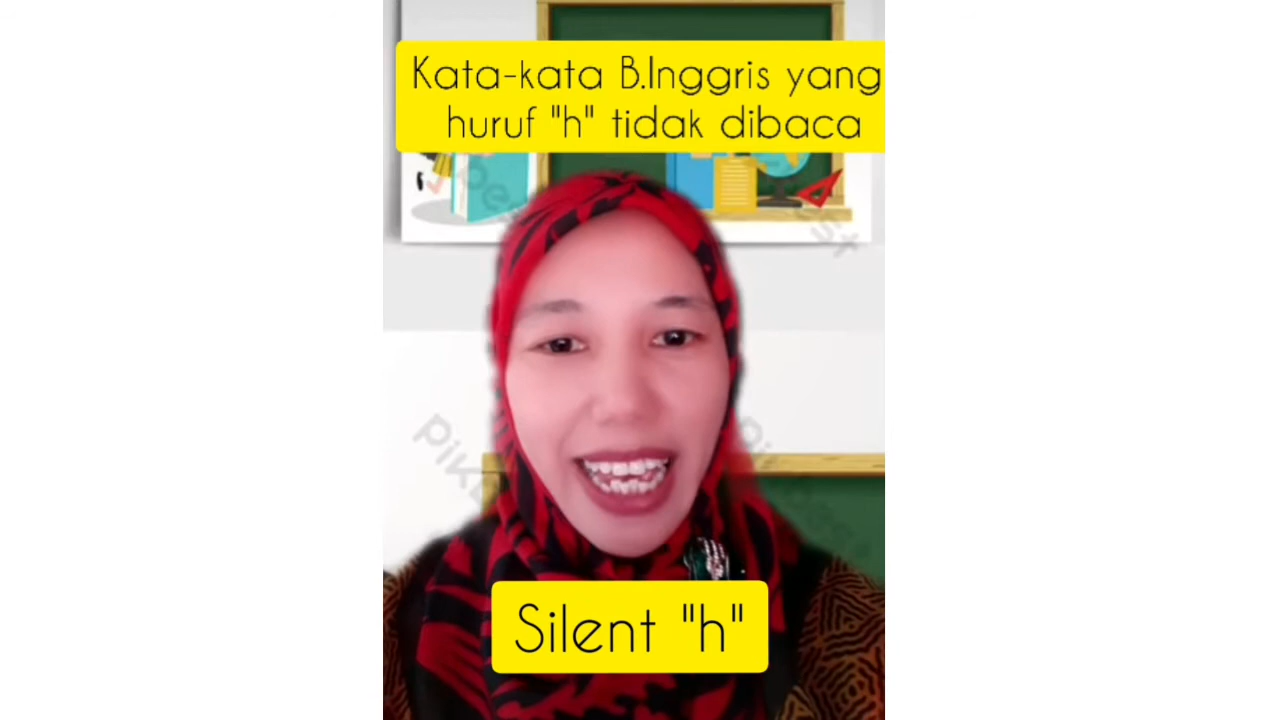 Kata-kata B.Inggris yang
huruf "h" tidak dibaca
Silent "h"